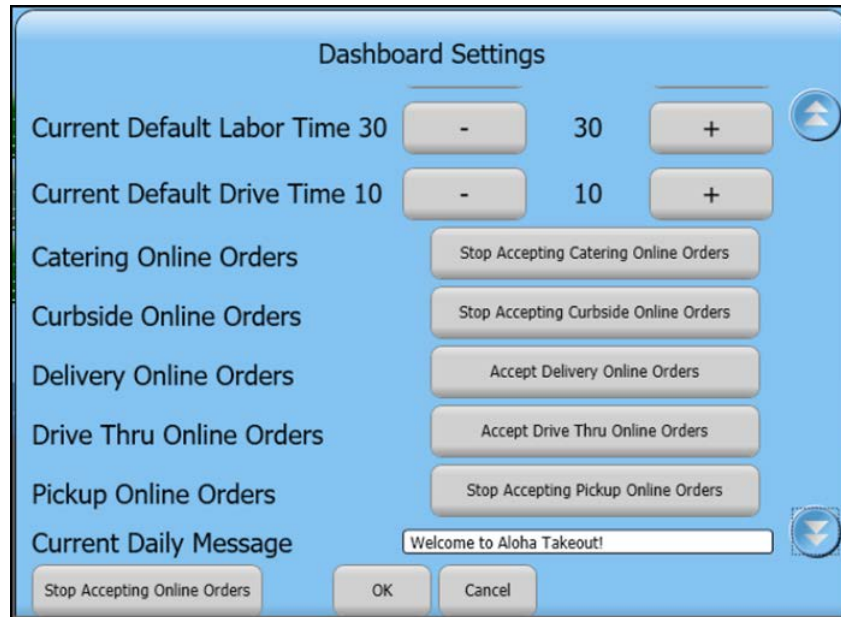 Dashboard Settings
Current Default Labor Time 30 - 30 +
Current Default Drive Time 10 - 10 +
Catering Online Orders Stop Accepting Catering Online Orders
Curbside Online Orders Stop Accepting Curbside Online Orders
Delivery Online Orders Accept Delivery Online Orders
Drive Thru Online Orders Accept Drive Thru Online Orders
Pickup Online Orders Stop Accepting Pickup Online Orders
Current Daily Message Welcome to Aloha Takeout!
Stop Accepting Online Orders OK Cancel